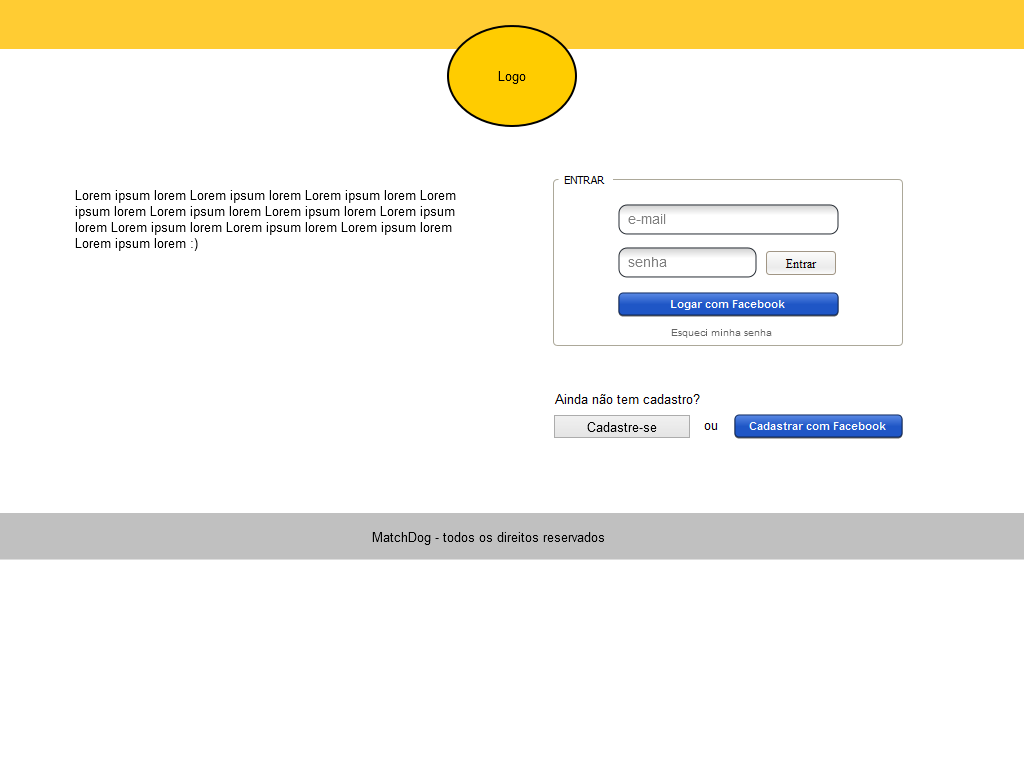 Logo
Lorem ipsum lorem Lorem ipsum lorem Lorem ipsum lorem Lorem
ipsum lorem Lorem ipsum lorem Lorem ipsum lorem Lorem ipsum
lorem Lorem ipsum lorem Lorem ipsum lorem Lorem ipsum lorem
Lorem ipsum lorem :)
ENTRAR
e-mail
senha Entrar
Logar com Facebook
Esqueci minha senha
Ainda não tem cadastro?
Cadastre-se ou Cadastrar com Facebook
MatchDog - todos os direitos reservados